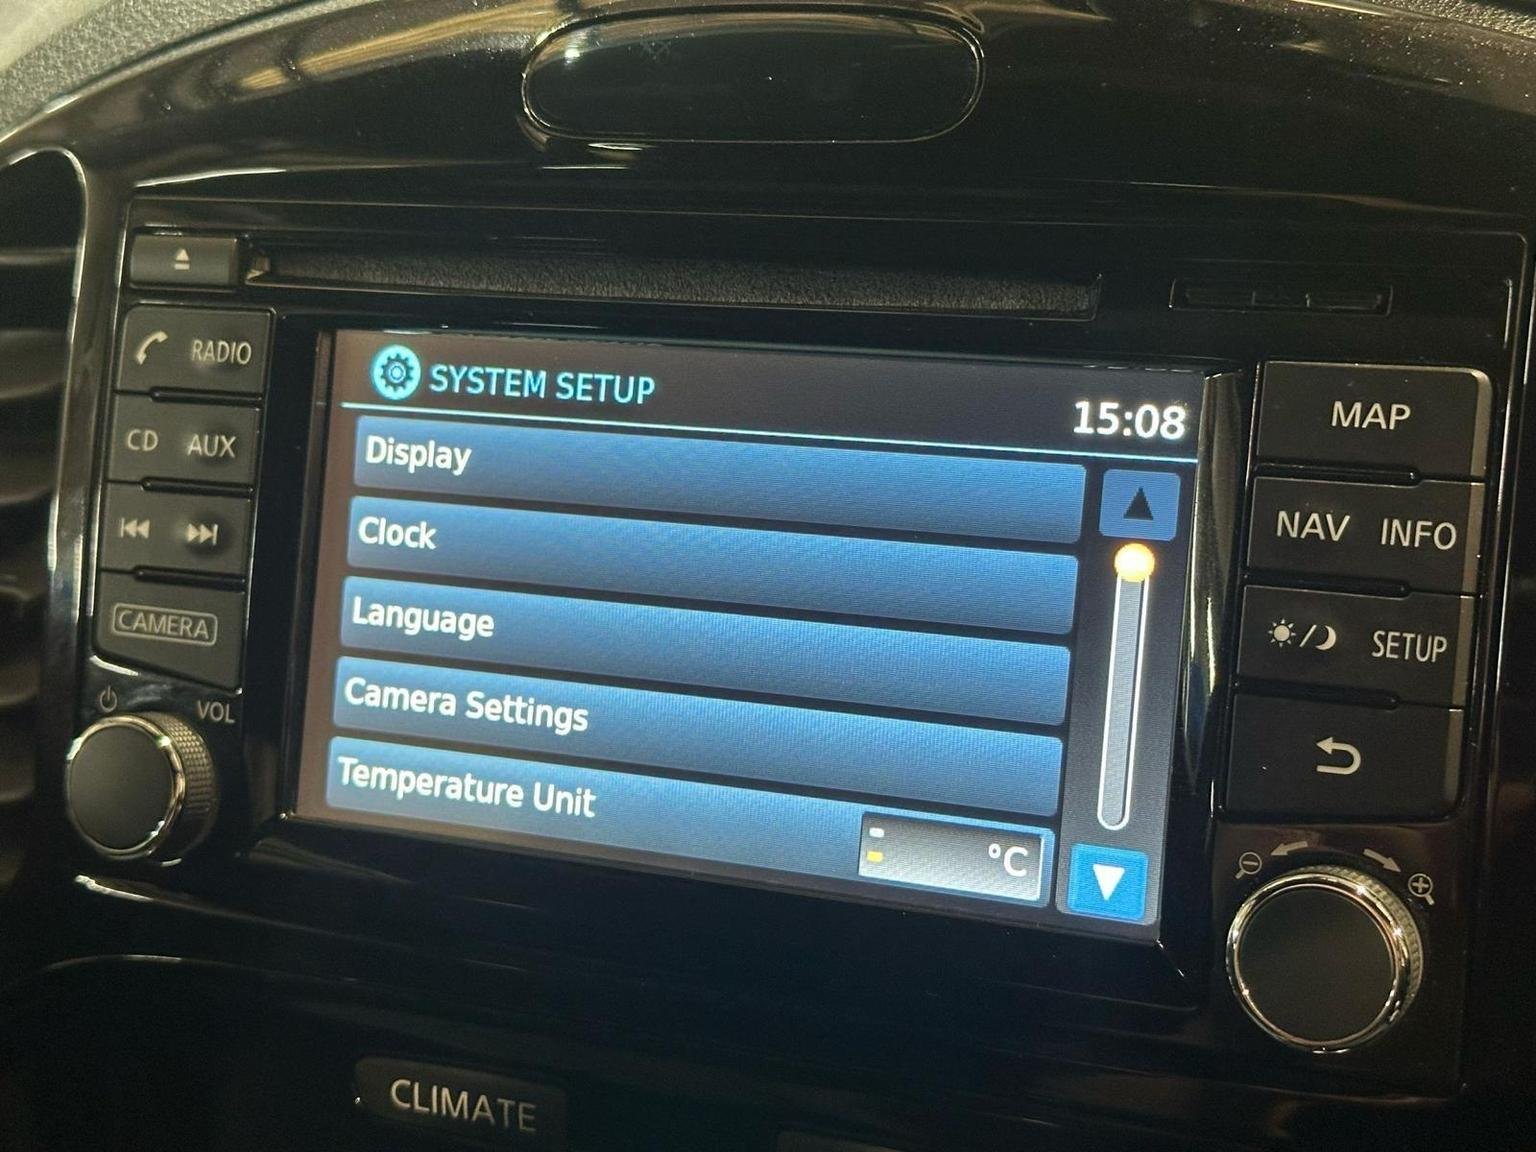 RADIO
CD AUX
CAMERA
VOL
SYSTEM SETUP
15:08
Display
Clock
Language
Camera Settings
Temperature Unit
°C
MAP
NAV INFO
SETUP
CLIMATE